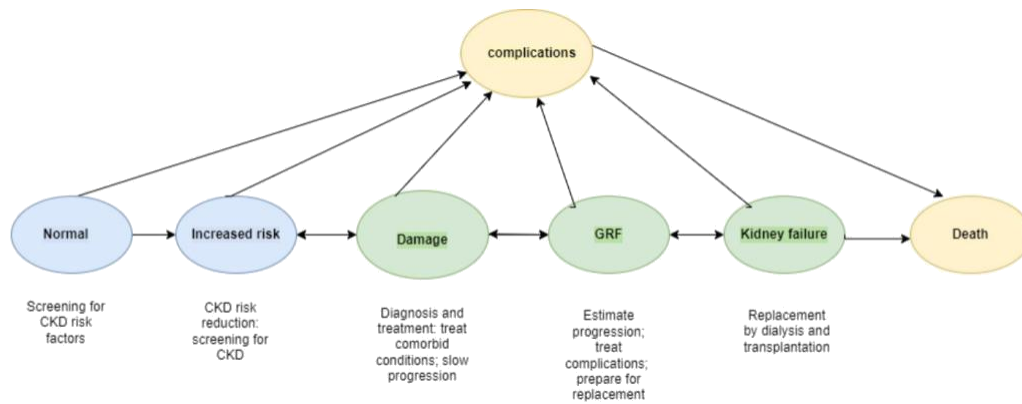 complications
Normal
Increased risk
Damage
GRF
Kidney failure
Death
Screening for
CKD risk
factors
CKD risk
reduction:
screening for
CKD
Diagnosis and
treatment: treat
comorbid
conditions; slow
progression
Estimate
progression;
treat
complications;
prepare for
replacement
Replacement
by dialysis and
transplantation